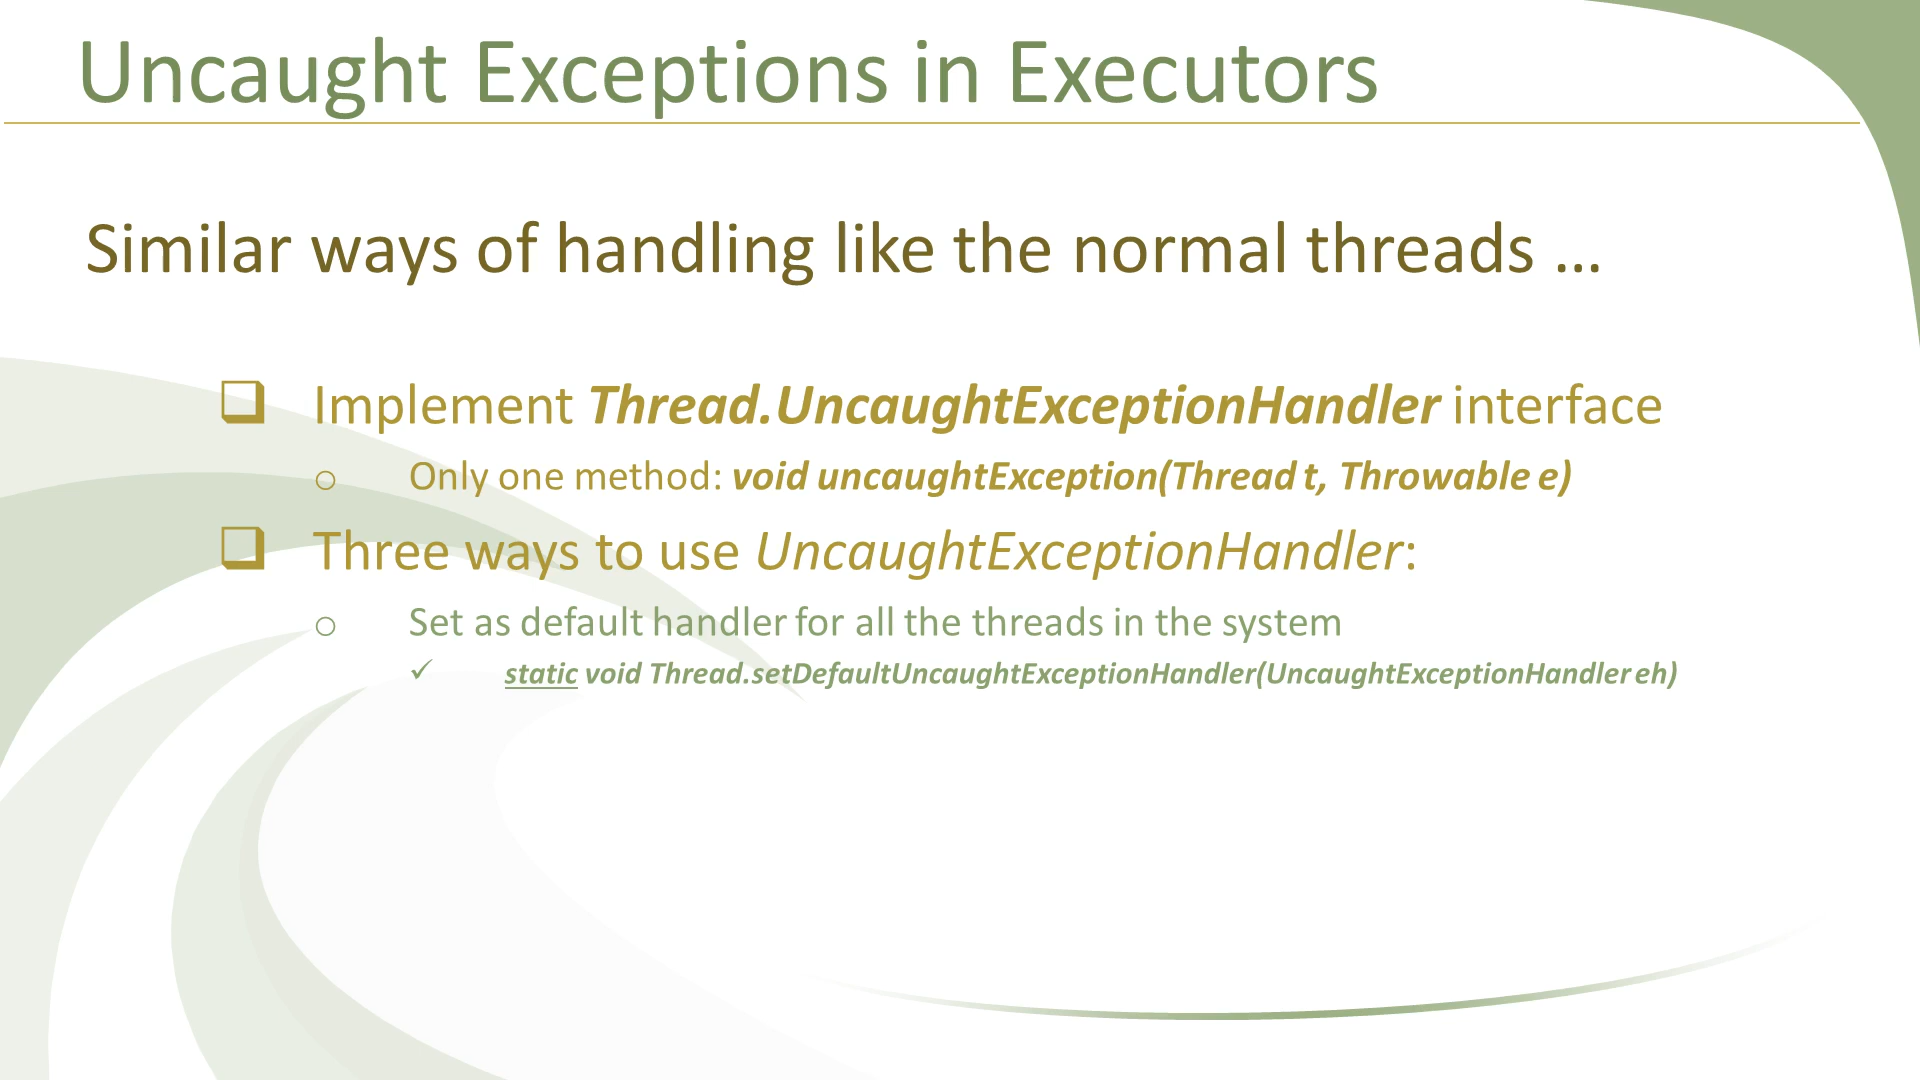 Uncaught Exceptions in Executors
Similar ways of handling like the normal threads ...
Implement Thread.UncaughtExceptionHandler interface
Only one method: void uncaughtException(Thread t, Throwable e)
Three ways to use UncaughtExceptionHandler:
Set as default handler for all the threads in the system
static void Thread.setDefaultUncaughtExceptionHandler(UncaughtExceptionHandler eh)